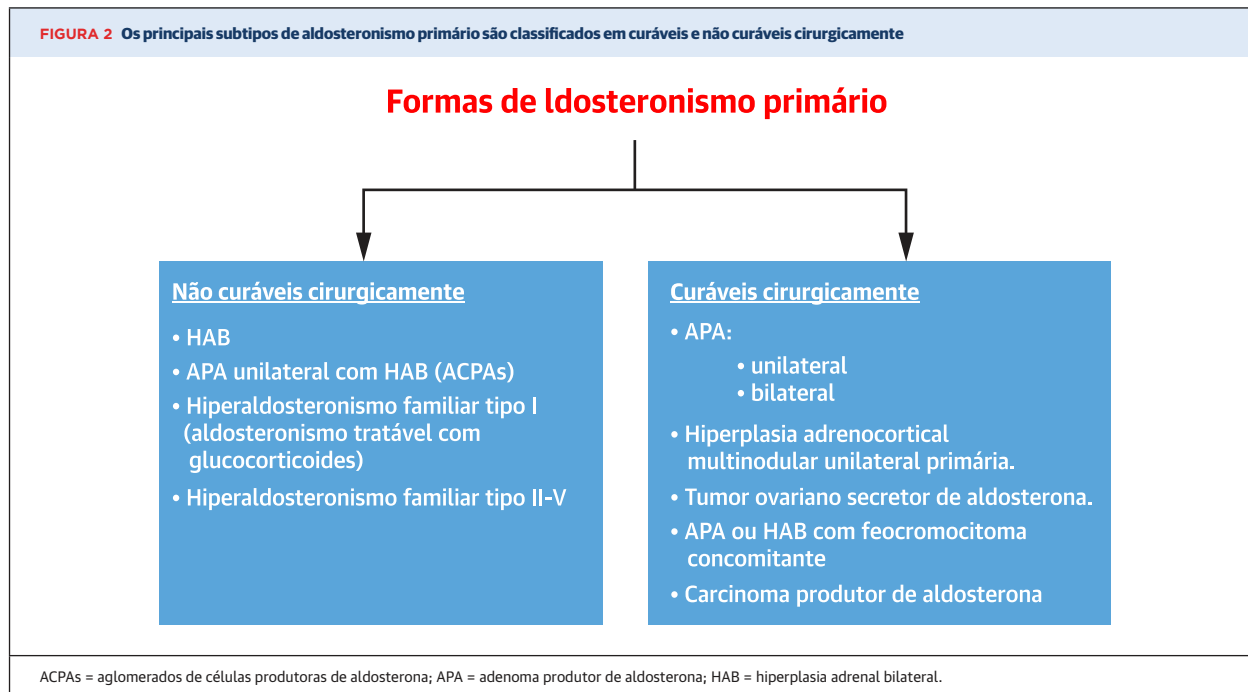 FIGURA 2 Os principais subtipos de aldosteronismo primário são classificados em curáveis e não curáveis cirurgicamente
Formas de ldosteronismo primário
Não curáveis cirurgicamente
• HAB
• APA unilateral com HAB (ACPAs)
• Hiperaldosteronismo familiar tipo I
(aldosteronismo tratável com
glucocorticoides)
• Hiperaldosteronismo familiar tipo II-V
Curáveis cirurgicamente
• APA:
• unilateral
• bilateral
• Hiperplasia adrenocortical
multinodular unilateral primária.
• Tumor ovariano secretor de aldosterona.
• APA ou HAB com feocromocitoma
concomitante
• Carcinoma produtor de aldosterona
ACPAs = aglomerados de células produtoras de aldosterona; APA = adenoma produtor de aldosterona; HAB = hiperplasia adrenal bilateral.